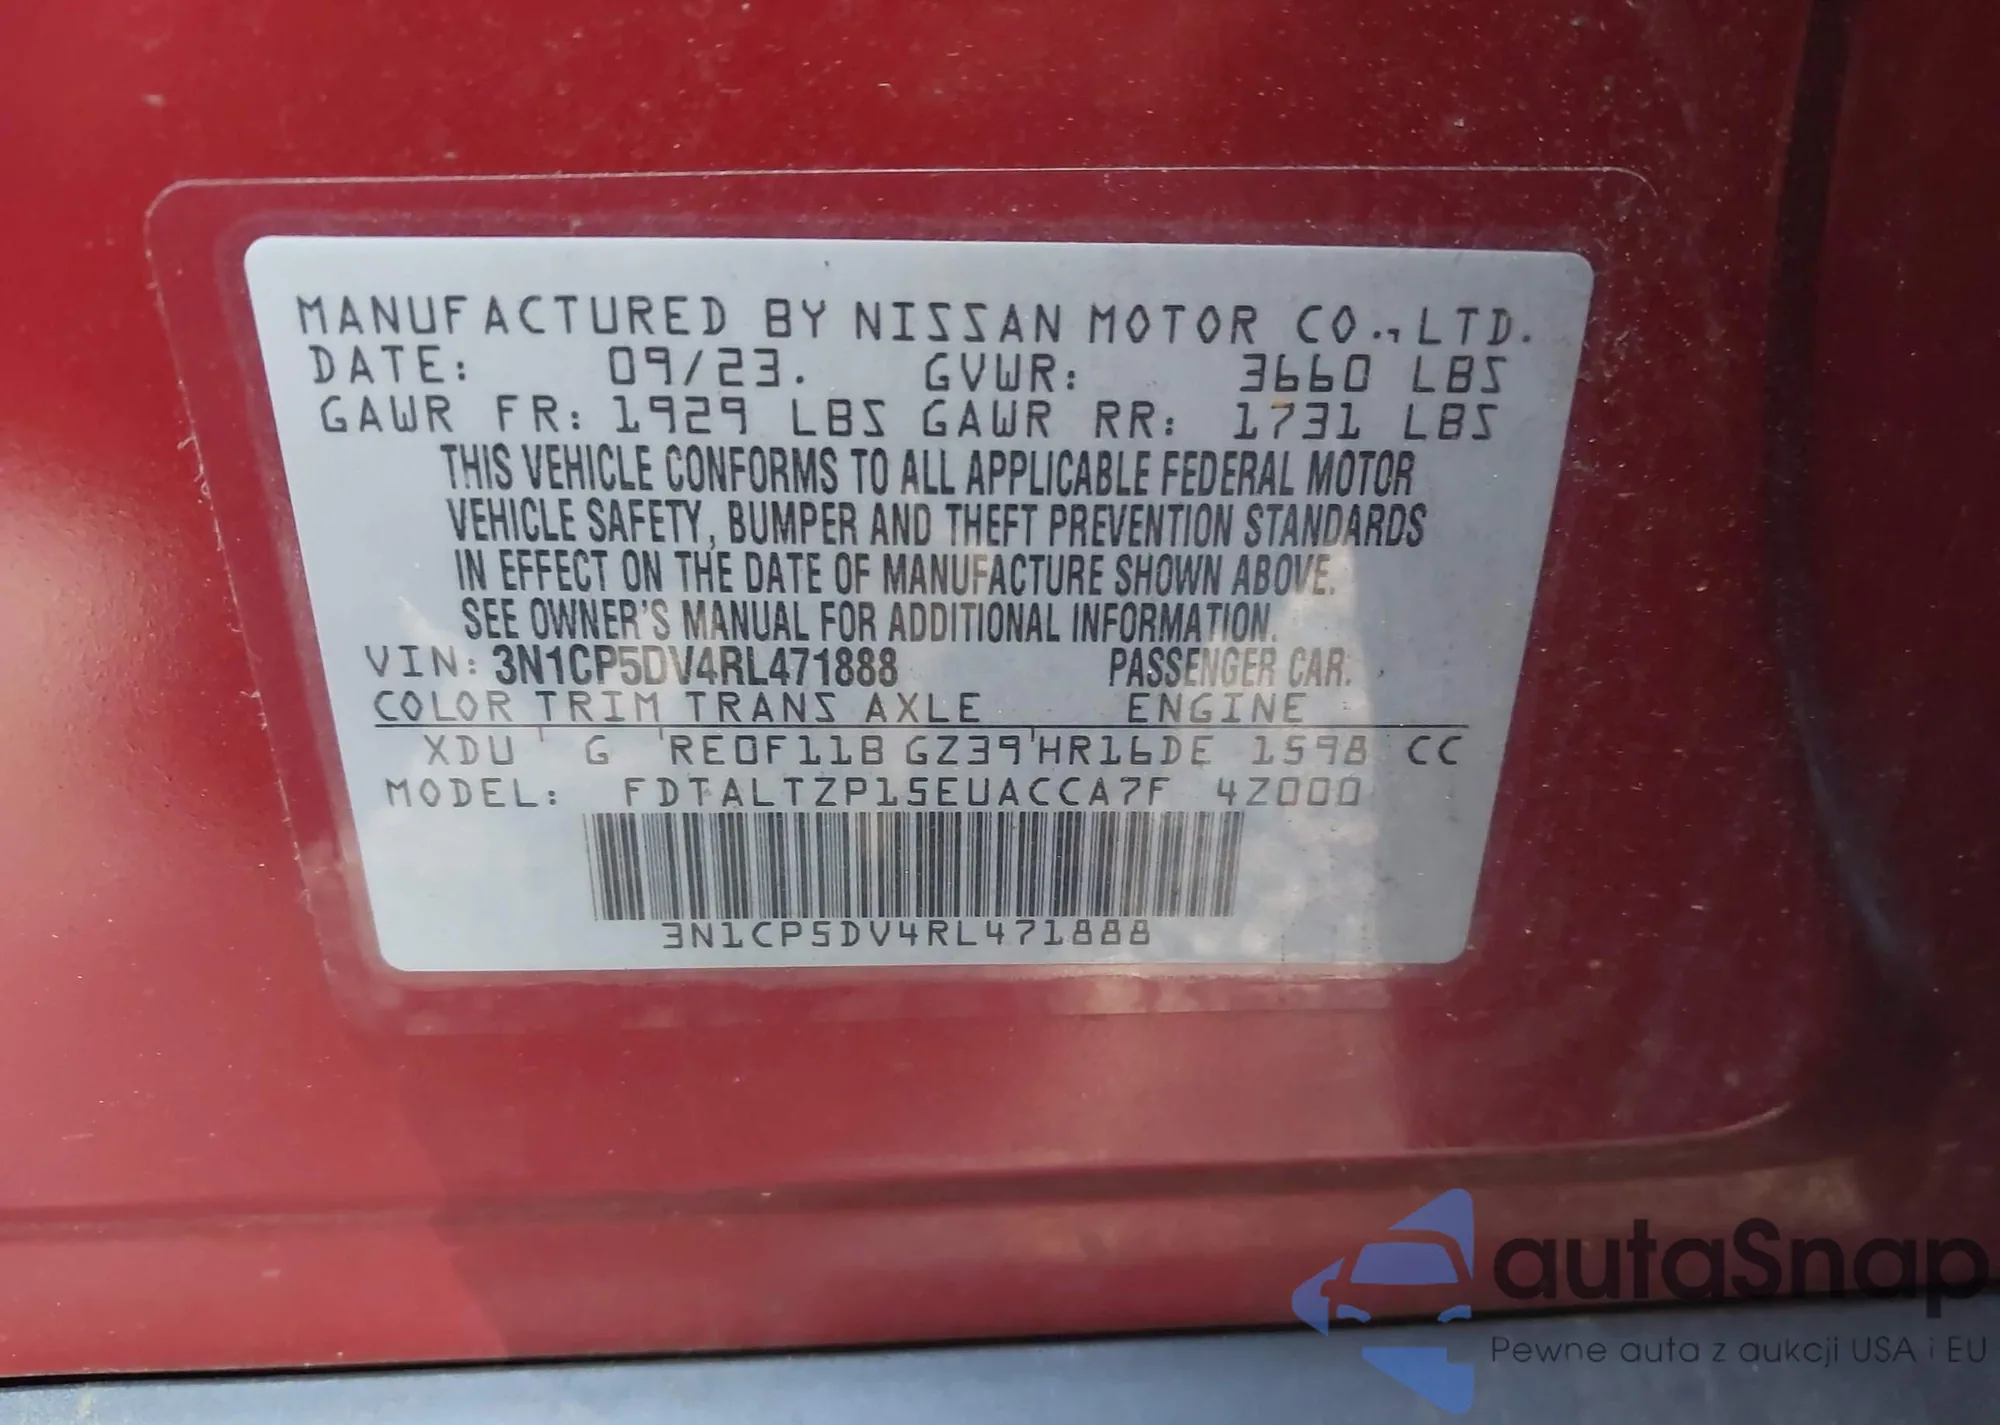 MANUFACTURED BY NISSAN MOTOR CO., LTD.
DATE: 09/23. GVWR: 3660 LBS
GAWR FR: 1929 LBS GAWR RR: 1731 LBS
THIS VEHICLE CONFORMS TO ALL APPLICABLE FEDERAL MOTOR
VEHICLE SAFETY, BUMPER AND THEFT PREVENTION STANDARDS
IN EFFECT ON THE DATE OF MANUFACTURE SHOWN ABOVE.
SEE OWNER'S MANUAL FOR ADDITIONAL INFORMATION.
VIN: 3N1CP5DV4RL471888 PASSENGER CAR.
COLOR TRIM TRANS AXLE ENGINE
XDU ' G 'RE0F11B GZ39'HR16DE 1598 CC
MODEL: FDTALTZP15EUACCA7F 4Z000
3N1CP5DV4RL471888
autaSnap
Pewne auta z aukcji USA i EU